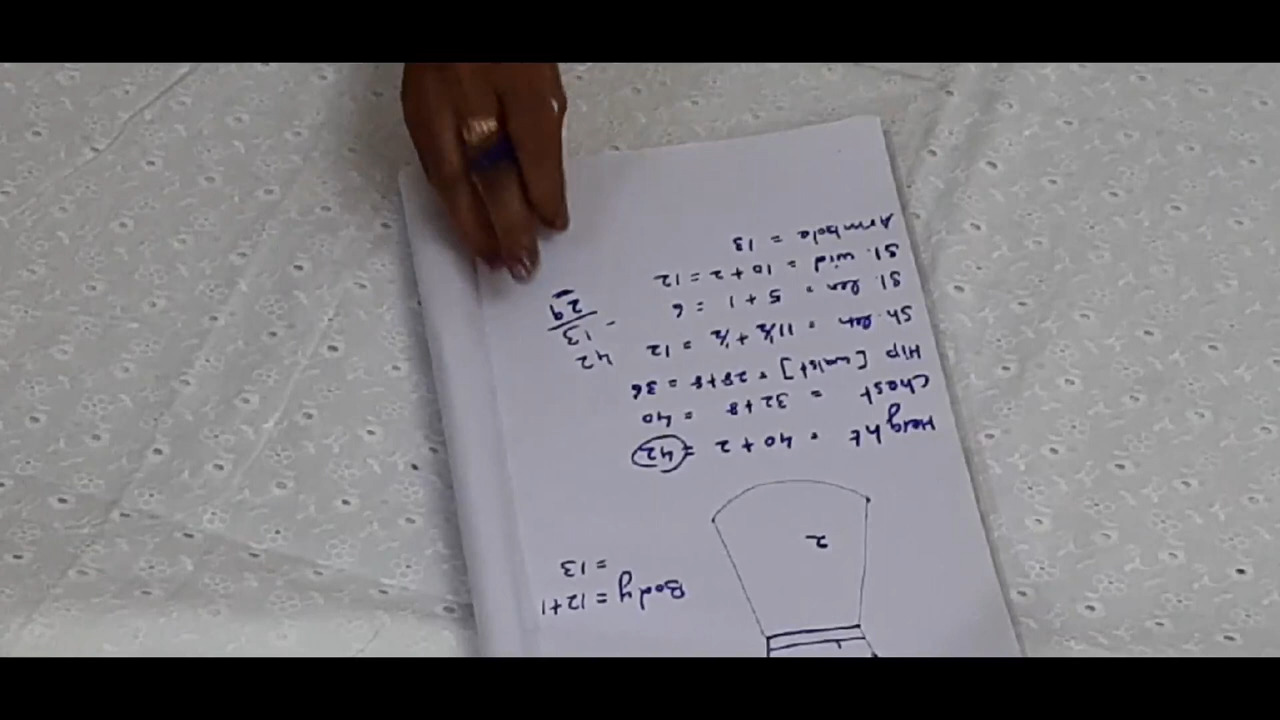 1
Body = 12+1
= 13
2
Height = 40 + 2 = 42
Chest = 32+8 = 40
Hip [waist] = 28+8 = 36
Sh. len = 11½ + ½ = 12
Sl. len = 5 + 1 = 6
Sl. wid = 10 + 2 = 12
Armhole = 13
42
- 13
29